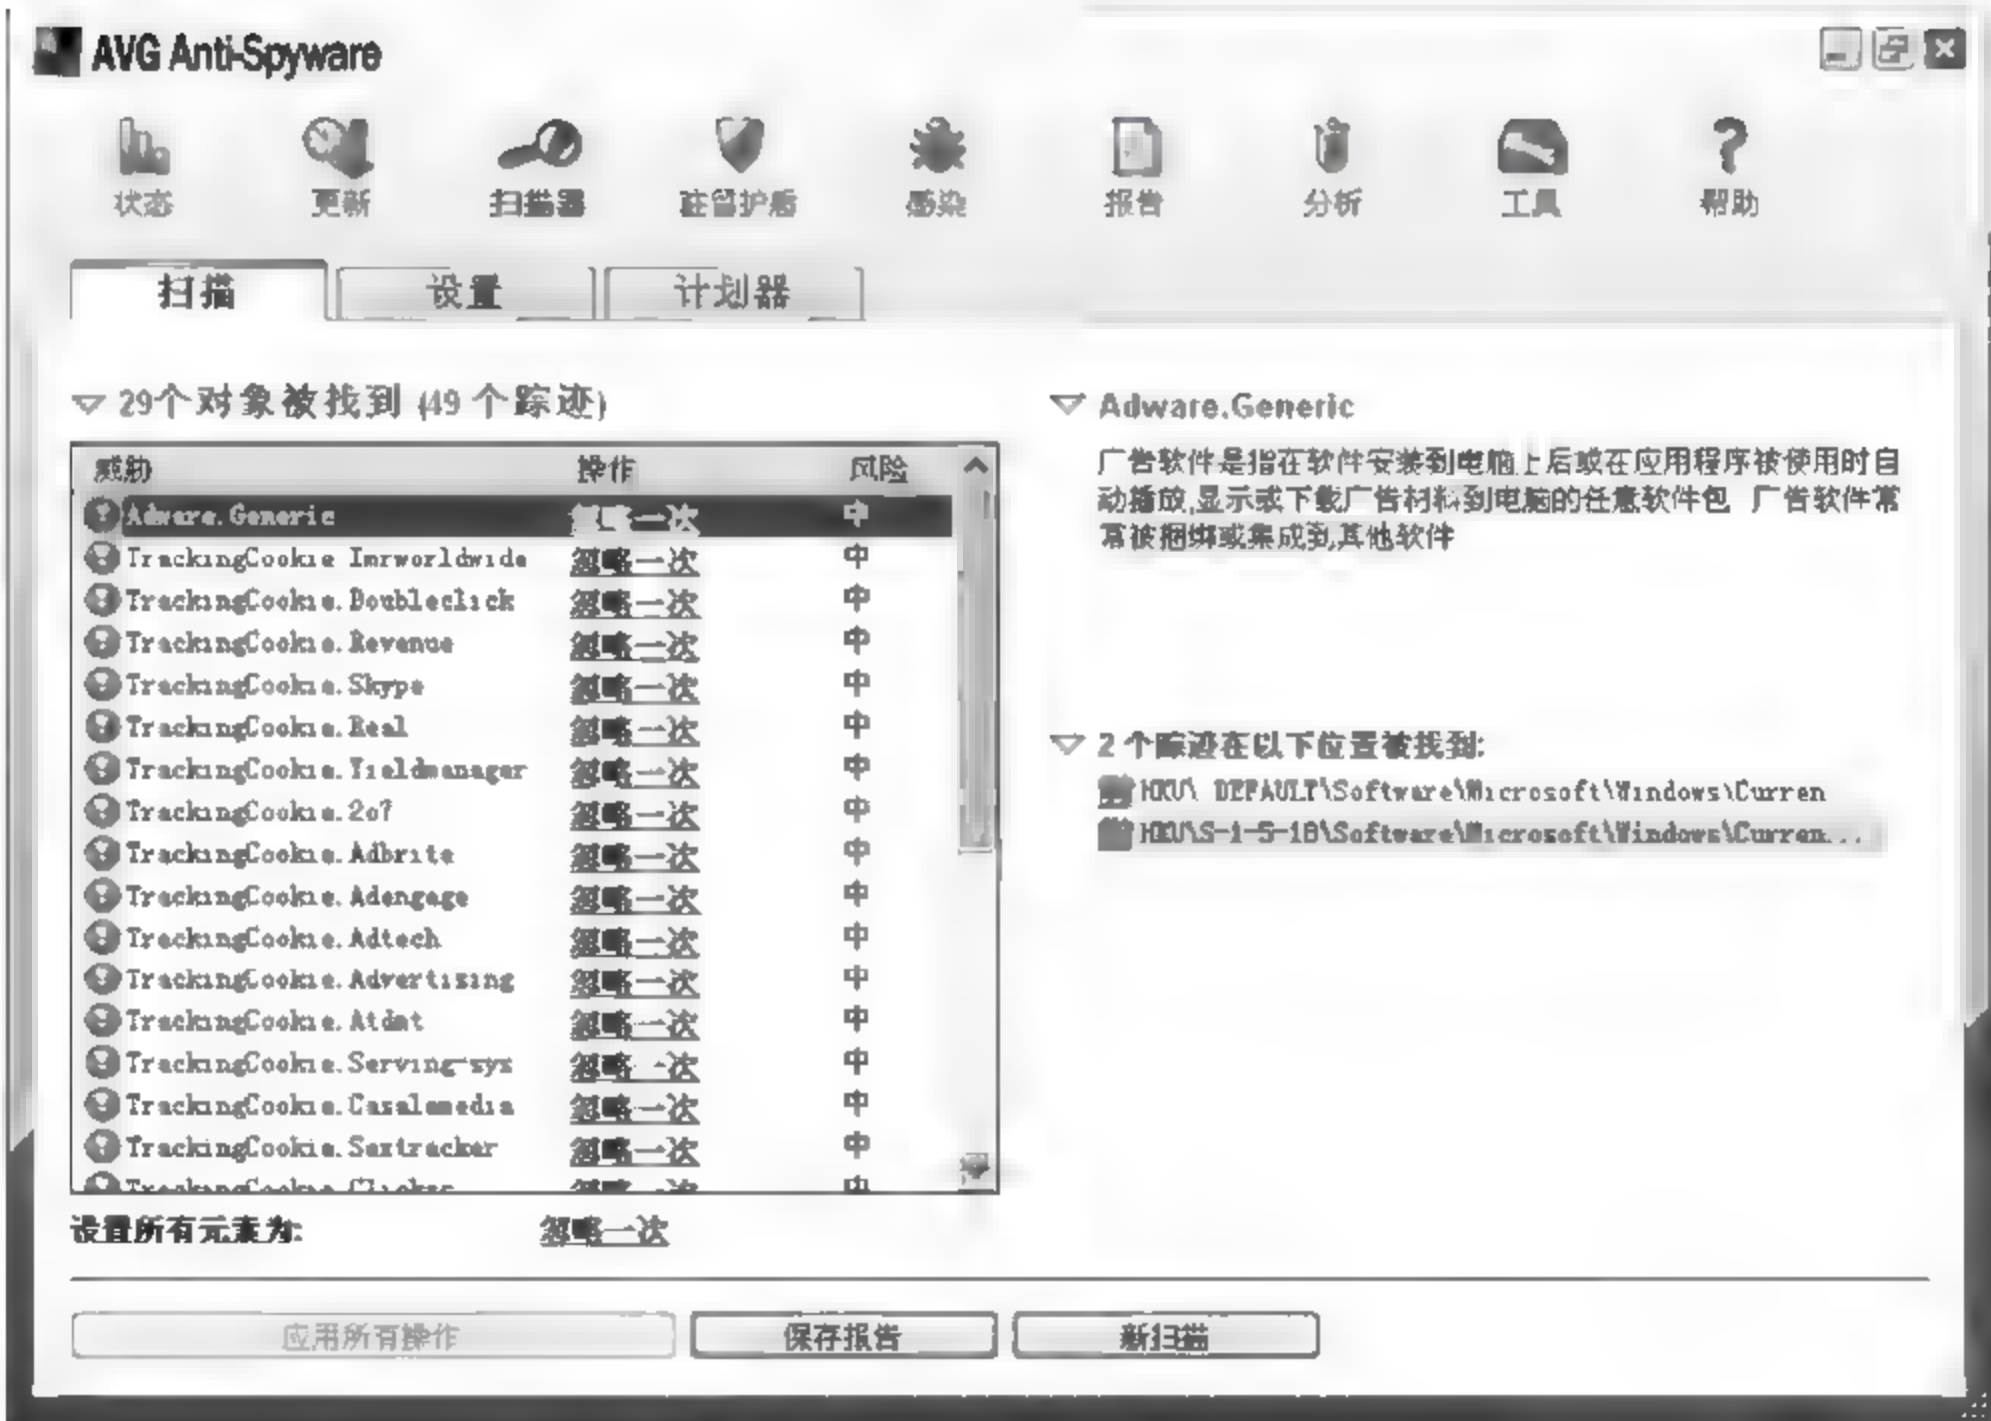 AVG Anti-Spyware
状态 更新 扫描器 驻留护盾 感染 报告 分析 工具 帮助
扫描 设置 计划器
29个对象被找到 (49 个踪迹)
威胁 操作 风险
Adware.Generic 忽略一次 中
TrackingCookie Imrworldwide 忽略一次 中
TrackingCookie.Doubleclick 忽略一次 中
TrackingCookie.Revenue 忽略一次 中
TrackingCookie.Skype 忽略一次 中
TrackingCookie.Real 忽略一次 中
TrackingCookie.Yieldmanager 忽略一次 中
TrackingCookie.2o7 忽略一次 中
TrackingCookie.Adbrite 忽略一次 中
TrackingCookie.Adengage 忽略一次 中
TrackingCookie.Adtech 忽略一次 中
TrackingCookie.Advertising 忽略一次 中
TrackingCookie.Atdmt 忽略一次 中
TrackingCookie.Serving-sys 忽略一次 中
TrackingCookie.Casalemedia 忽略一次 中
TrackingCookie.Sextracker 忽略一次 中
TrackingCookie 忽略一次 中
设置所有元素为: 忽略一次
应用所有操作 保存报告 新扫描
Adware.Generic
广告软件是指在软件安装到电脑上后或在应用程序被使用时自
动播放,显示或下载广告材料到电脑的任意软件包 广告软件常
常被捆绑或集成到其他软件
2 个踪迹在以下位置被找到:
HKU\ DEFAULT\Software\Microsoft\Windows\Curren
HKU\S-1-5-18\Software\Microsoft\Windows\Curren...